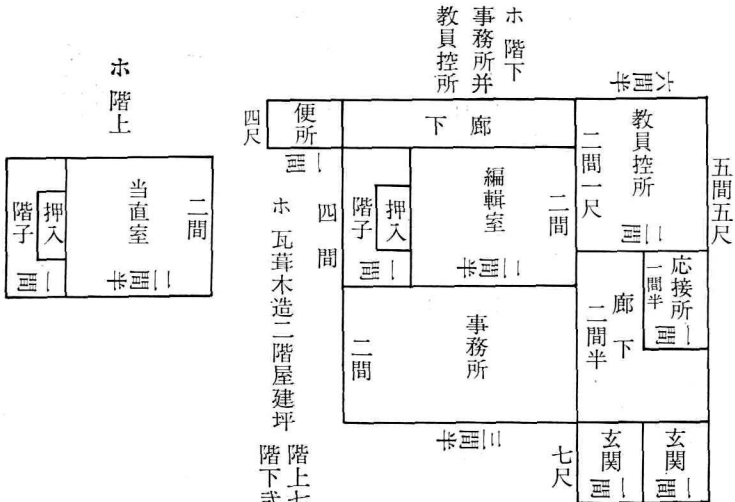 五間五尺
六間半
教員控所
二間一尺
二間
応接所
一間半
一間
廊下
二間半
玄関
一間
玄関
一間
七尺
ホ 階下
事務所并
教員控所
廊下
編輯室
二間
二間半
押入
階子
一間
事務所
二間
三間半
便所
四尺
一間
四間
ホ 瓦葺木造二階屋建坪
階上七
階下弐
ホ 階上
当直室
二間
二間半
押入
階子
一間